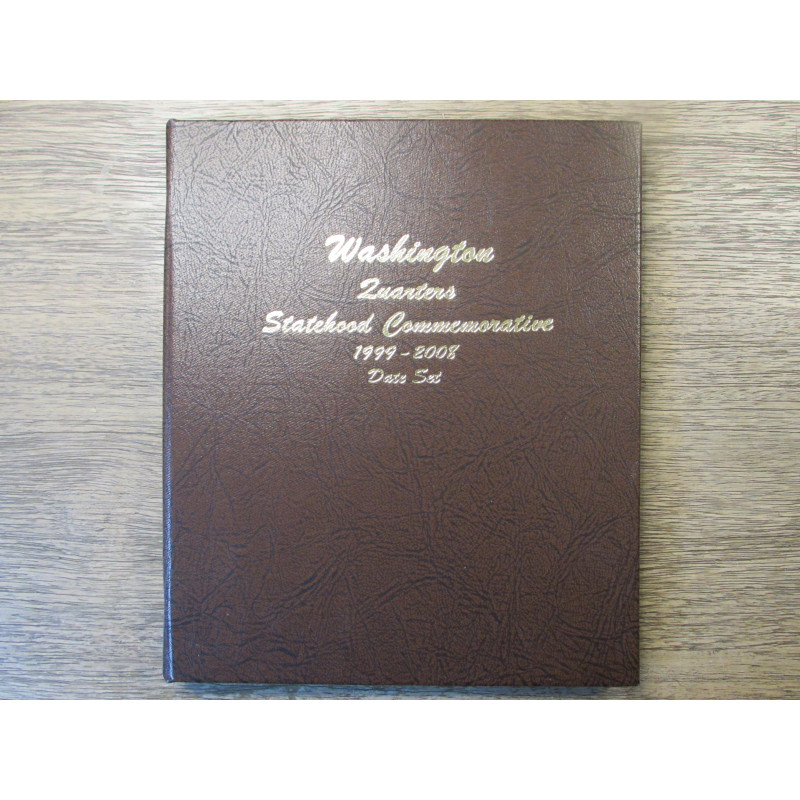 Washington
Quarters
Statehood Commemorative
1999-2008
Date Set